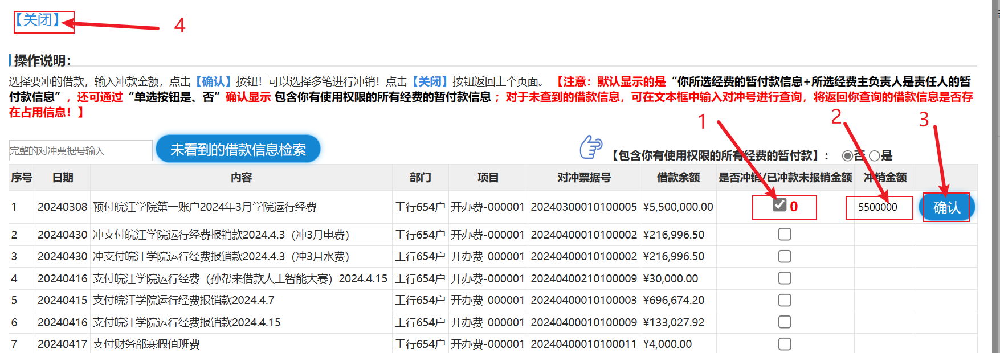 【关闭】
4
操作说明：
选择要冲的借款，输入冲款金额，点击【确认】按钮！可以选择多笔进行冲销！点击【关闭】按钮返回上个页面。 【注意：默认显示的是“你所选经费的暂付款信息+所选经费主负责人是责任人的暂
付款信息”，还可通过“单选按钮是、否”确认显示 包含你有使用权限的所有经费的暂付款信息；对于未查到的借款信息，可在文本框中输入对冲号进行查询，将返回你查询的借款信息是否存
在占用信息！】
1 2 3
完整的对冲票据号输入 未看到的借款信息检索 【包含你有使用权限的所有经费的暂付款】： 否 是
序号 日期 内容 部门 项目 对冲票据号 借款余额 是否冲销/已冲款未报销金额 冲销金额
1 20240308 预付皖江学院第一账户2024年3月学院运行经费 工行654户 开办费-000001 20240300010100005 ¥5,500,000.00 0 5500000 确认
2 20240430 冲支付皖江学院运行经费报销款2024.4.3（冲3月电费） 工行654户 开办费-000001 20240400010100002 ¥216,996.50
3 20240430 冲支付皖江学院运行经费报销款2024.4.3（冲3月水费） 工行654户 开办费-000001 20240400010100002 ¥216,996.50
4 20240416 支付皖江学院运行经费（孙帮来借款人工智能大赛）2024.4.15 工行654户 开办费-000001 20240400210100009 ¥30,000.00
5 20240415 支付皖江学院运行经费报销款2024.4.7 工行654户 开办费-000001 20240400010100003 ¥696,674.20
6 20240416 支付皖江学院运行经费报销款2024.4.15 工行654户 开办费-000001 20240400010100009 ¥133,027.92
7 20240417 支付财务部寒假值班费 工行654户 开办费-000001 20240400010100011 ¥4,000.00